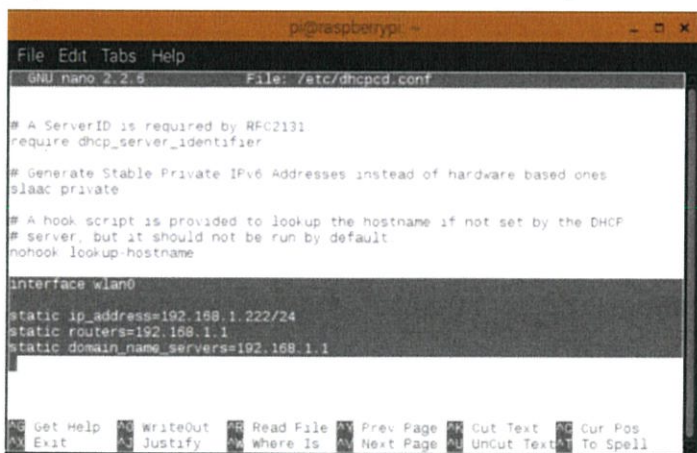 pi@raspberrypi: ~
File Edit Tabs Help
GNU nano 2.2.6 File: /etc/dhcpcd.conf
# A ServerID is required by RFC2131
require dhcp_server_identifier
# Generate Stable Private IPv6 Addresses instead of hardware based ones
slaac private
# A hook script is provided to lookup the hostname if not set by the DHCP
# server, but it should not be run by default
nohook lookup-hostname
interface wlan0
static ip_address=192.168.1.222/24
static routers=192.168.1.1
static domain_name_servers=192.168.1.1
^G Get Help ^O WriteOut ^R Read File ^Y Prev Page ^K Cut Text ^C Cur Pos
^X Exit ^J Justify ^W Where Is ^V Next Page ^U UnCut Text ^T To Spell